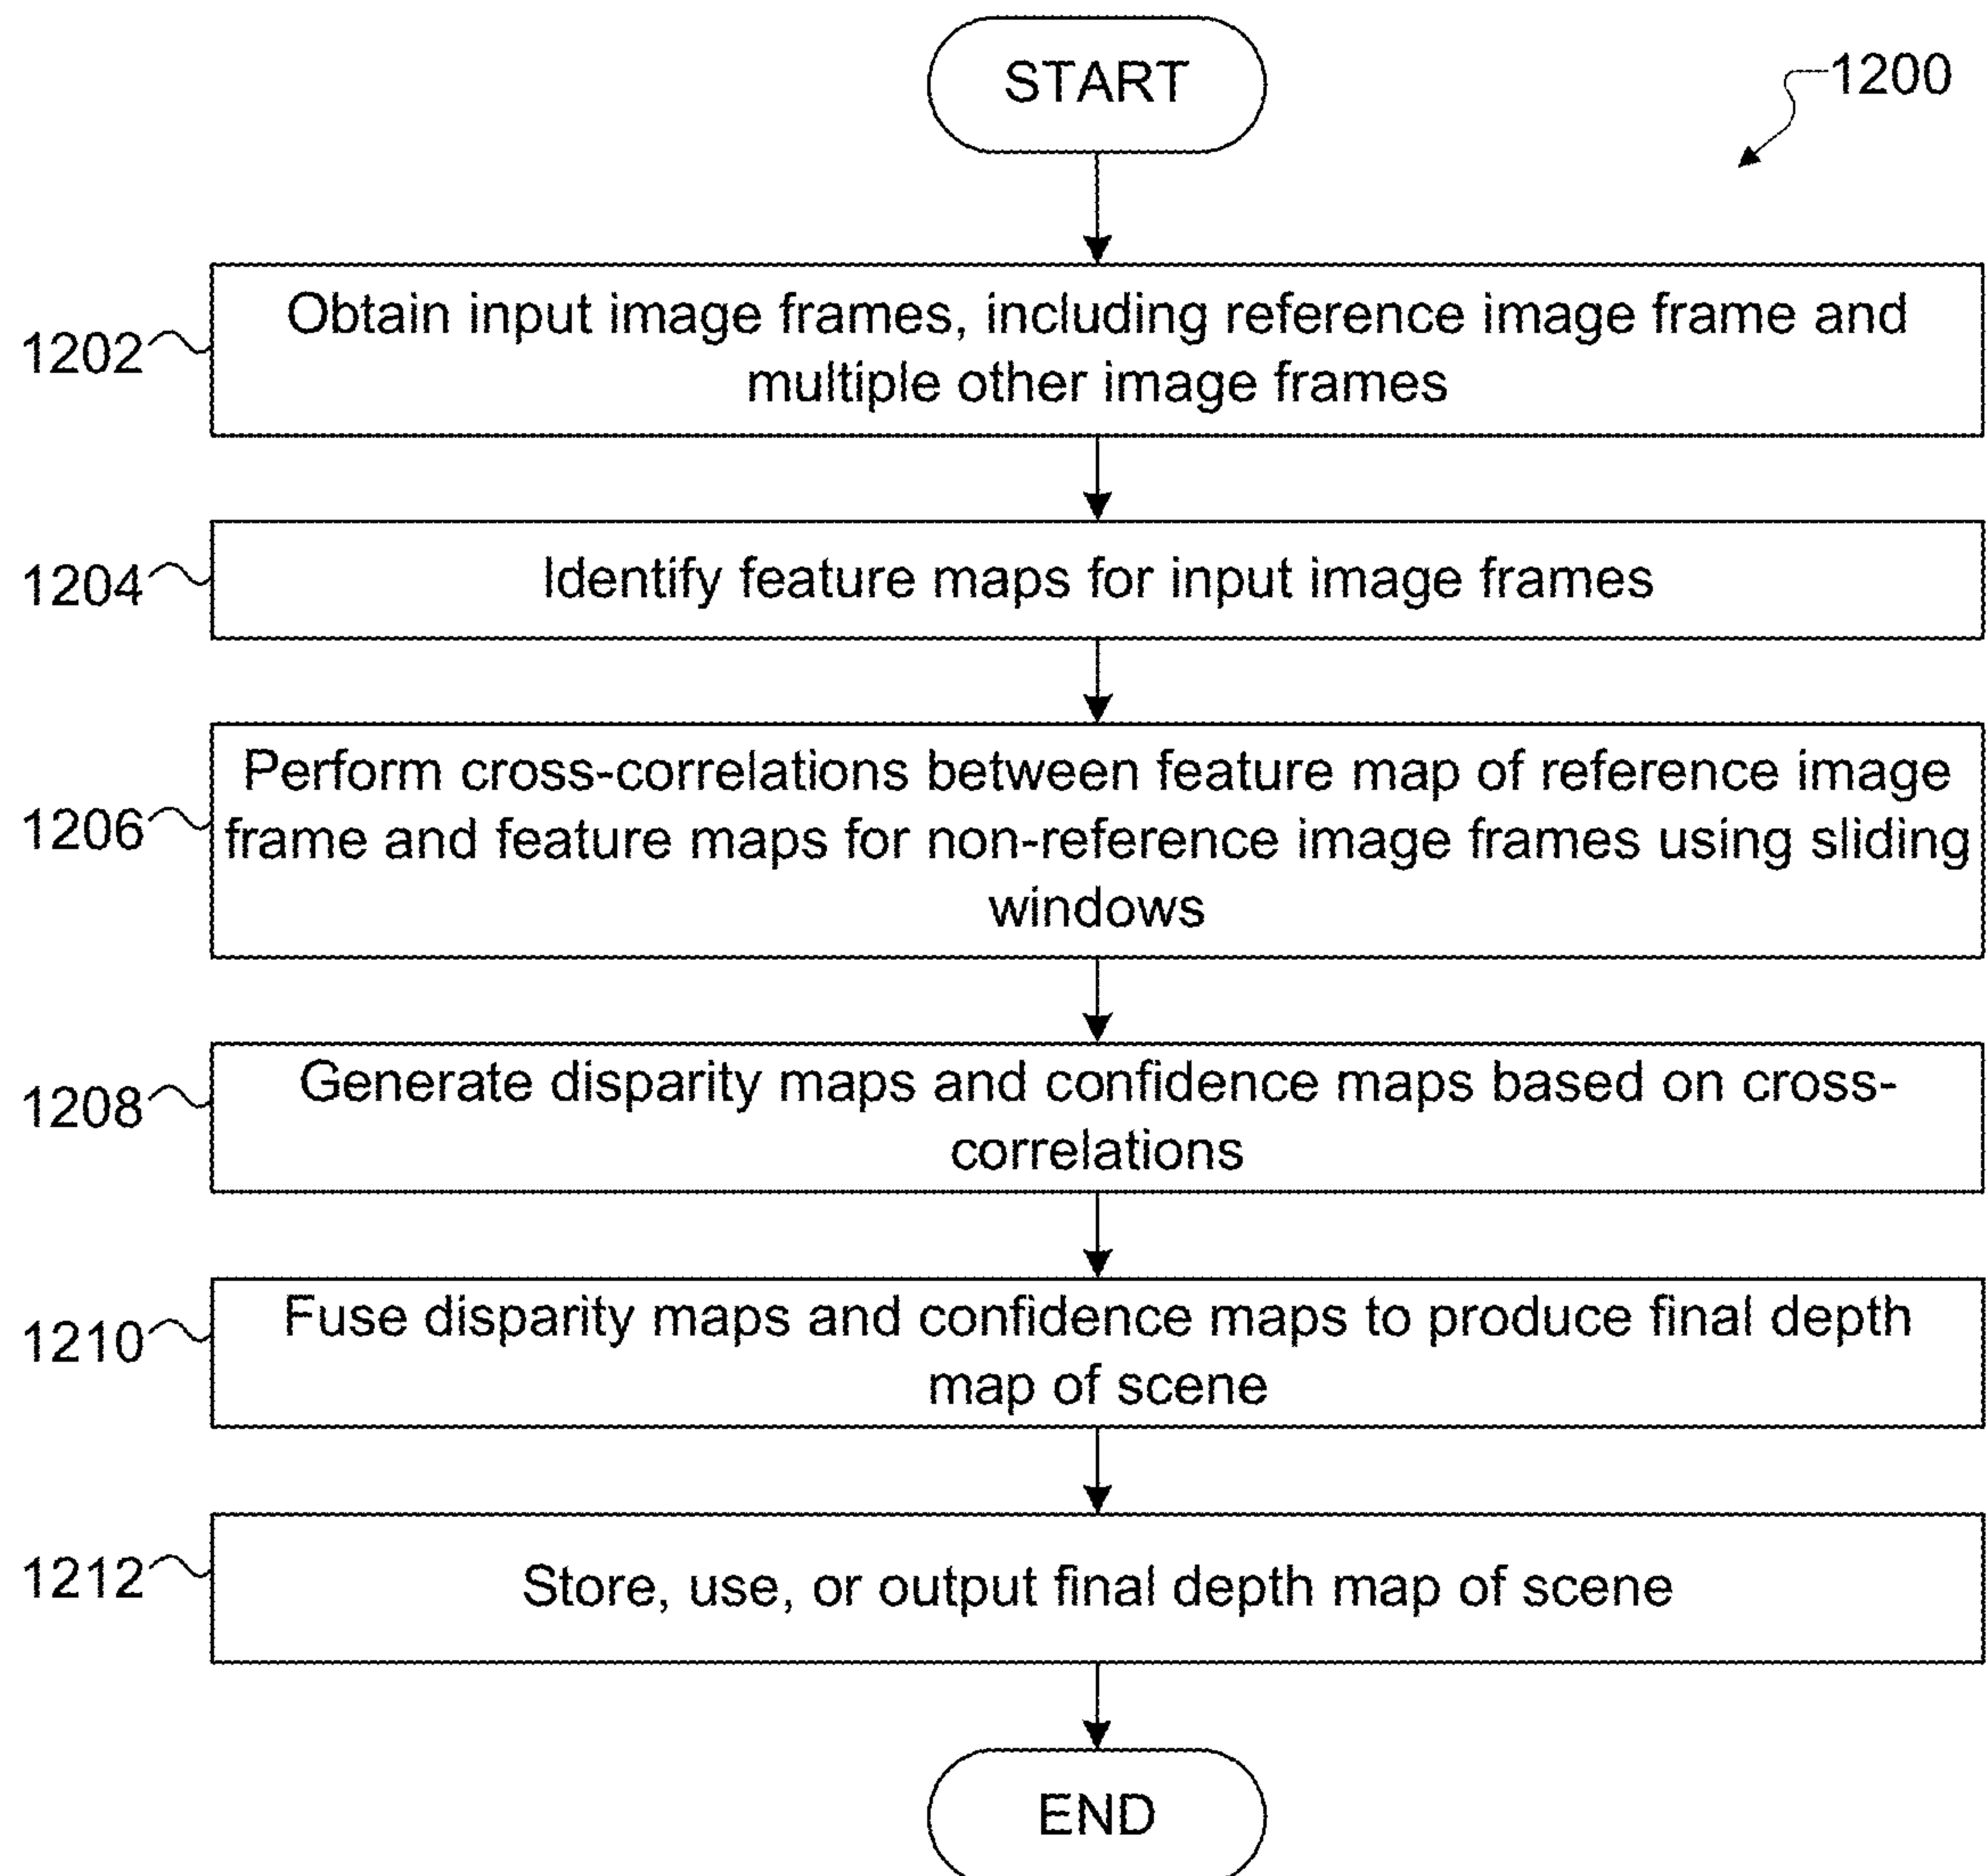 START
1200
1202
Obtain input image frames, including reference image frame and
multiple other image frames
1204
Identify feature maps for input image frames
1206
Perform cross-correlations between feature map of reference image
frame and feature maps for non-reference image frames using sliding
windows
1208
Generate disparity maps and confidence maps based on cross-
correlations
1210
Fuse disparity maps and confidence maps to produce final depth
map of scene
1212
Store, use, or output final depth map of scene
END